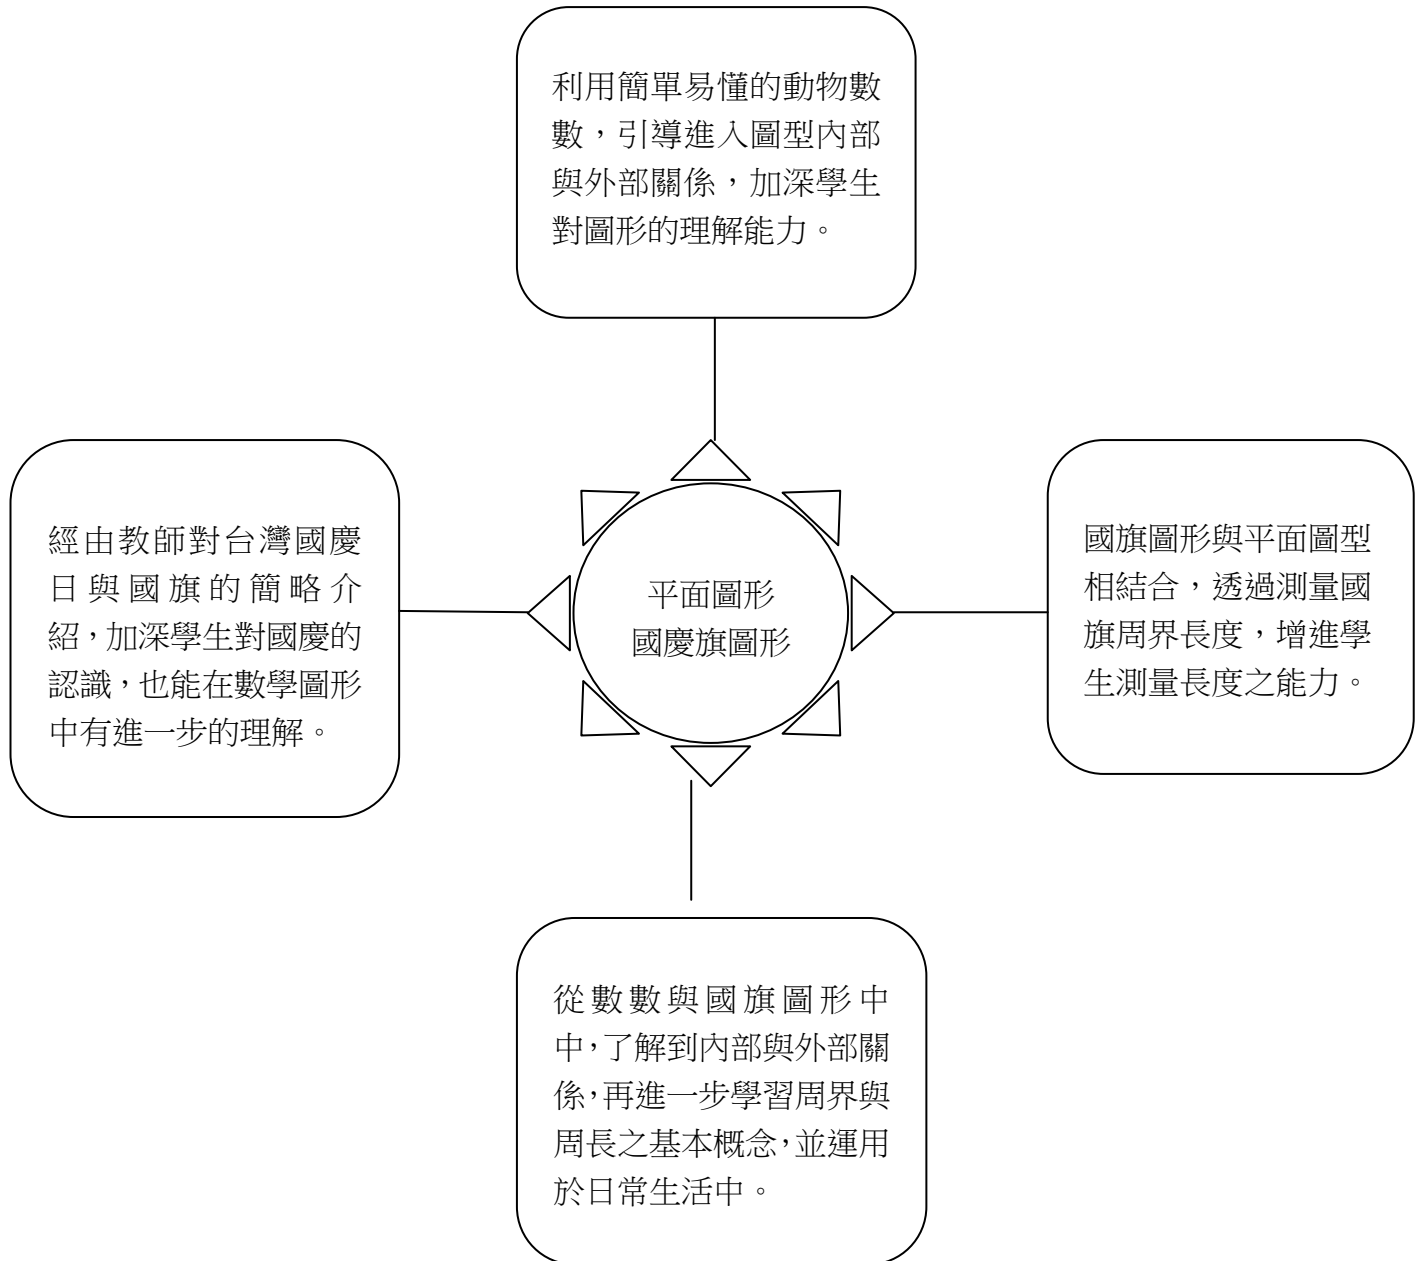 利用簡單易懂的動物數
數，引導進入圖型內部
與外部關係，加深學生
對圖形的理解能力。
經由教師對台灣國慶
日與國旗的簡略介
紹，加深學生對國慶的
認識，也能在數學圖形
中有進一步的理解。
平面圖形
國慶旗圖形
國旗圖形與平面圖型
相結合，透過測量國
旗周界長度，增進學
生測量長度之能力。
從數數與國旗圖形中
中，了解到內部與外部關
係，再進一步學習周界與
周長之基本概念，並運用
於日常生活中。